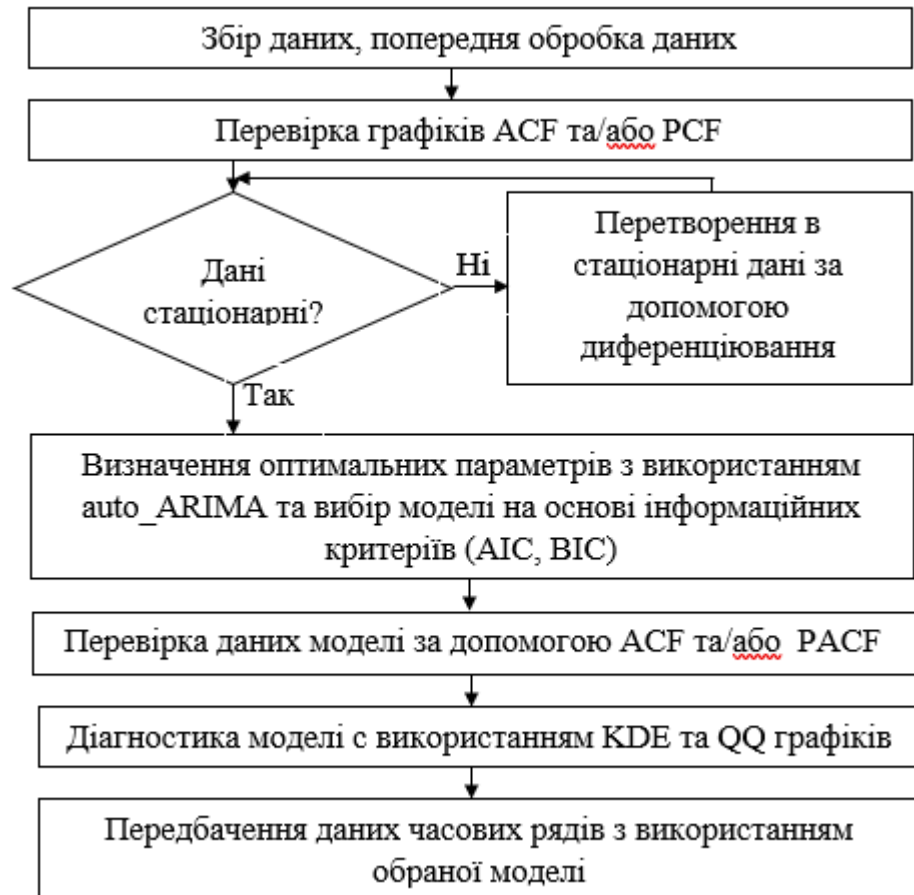 Збір даних, попередня обробка даних
Перевірка графіків ACF та/або PCF
Дані
стаціонарні?
Ні
Перетворення в
стаціонарні дані за
допомогою
диференціювання
Так
Визначення оптимальних параметрів з використанням
auto_ARIMA та вибір моделі на основі інформаційних
критеріїв (AIC, BIC)
Перевірка даних моделі за допомогою ACF та/або PACF
Діагностика моделі с використанням KDE та QQ графіків
Передбачення даних часових рядів з використанням
обраної моделі